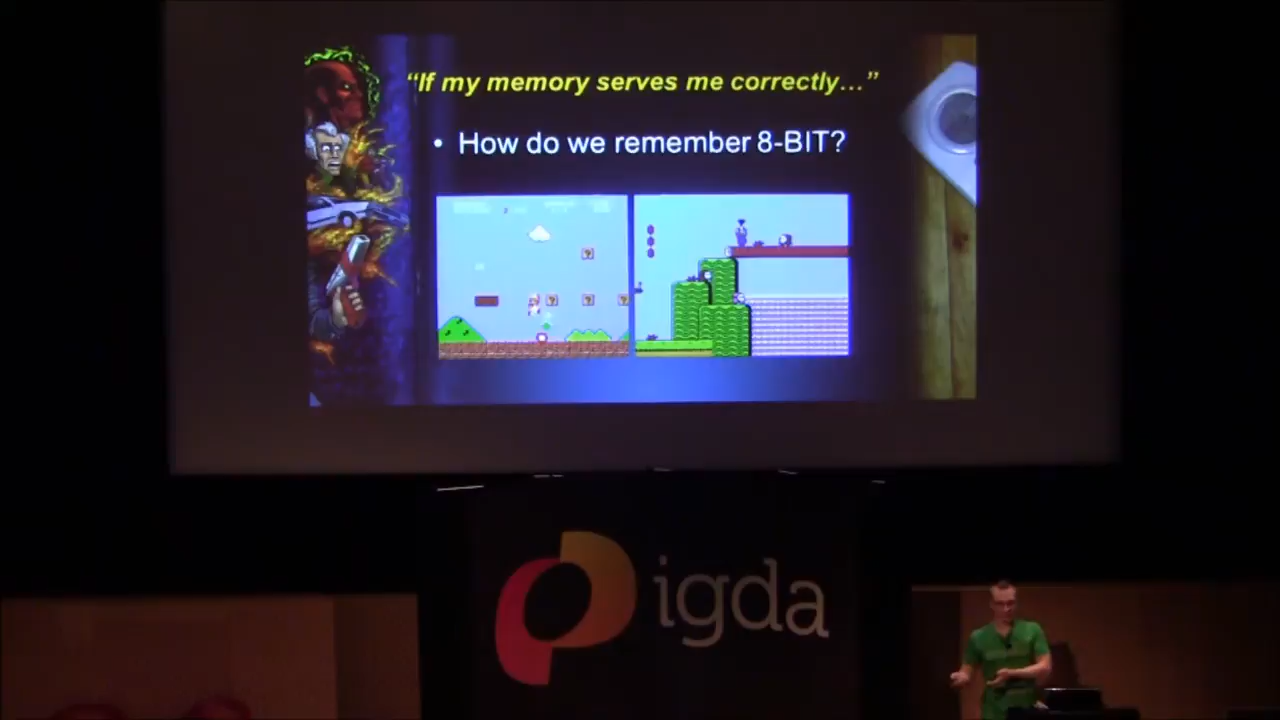 “If my memory serves me correctly…”
• How do we remember 8-BIT?
? 
? ? ?
igda